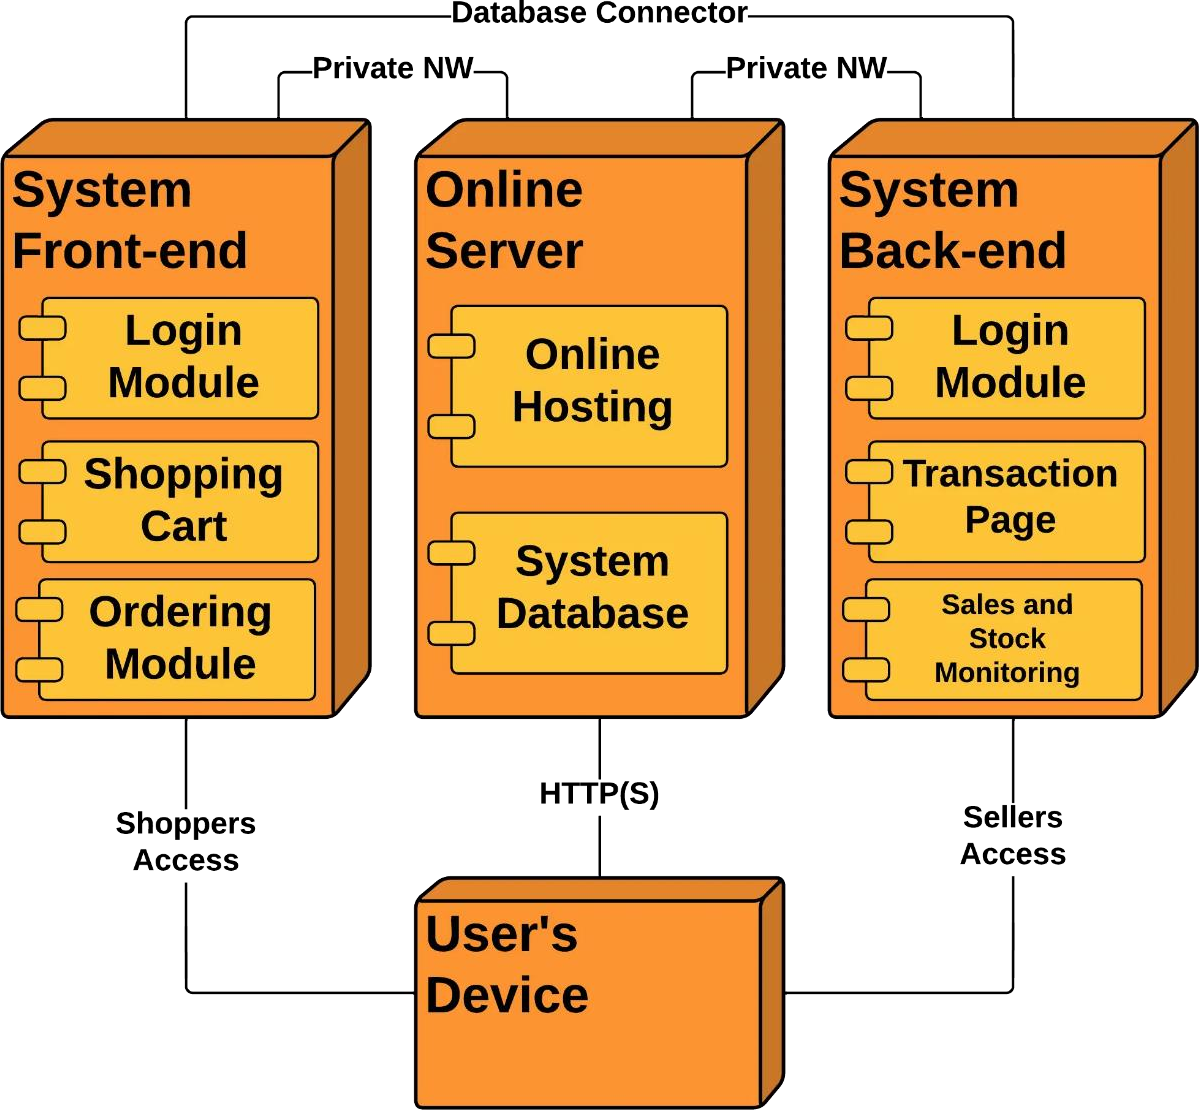 Database Connector
Private NW
Private NW
System
Front-end
Login
Module
Shopping
Cart
Ordering
Module
Online
Server
Online
Hosting
System
Database
System
Back-end
Login
Module
Transaction
Page
Sales and
Stock
Monitoring
Shoppers
Access
HTTP(S)
Sellers
Access
User's
Device